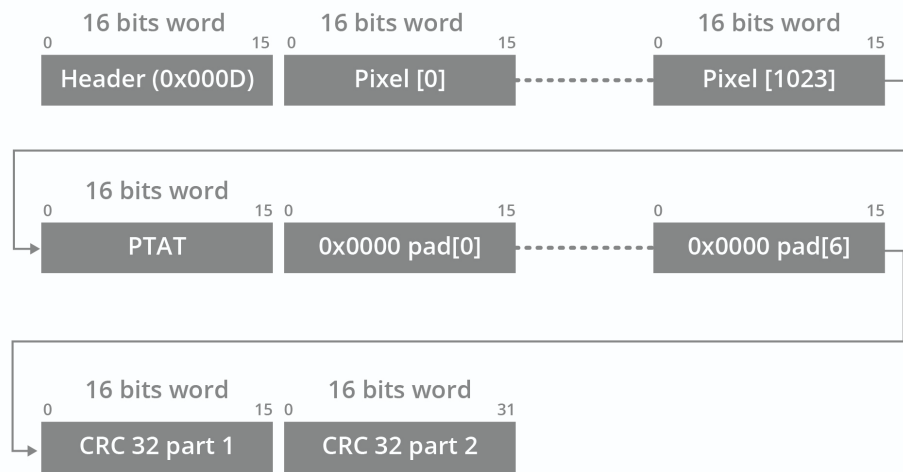 16 bits word 16 bits word 16 bits word
0 15 0 15 0 15
Header (0x000D) Pixel [0] Pixel [1023]
16 bits word
0 15 0 15 0 15
PTAT 0x0000 pad[0] 0x0000 pad[6]
16 bits word 16 bits word
0 15 0 31
CRC 32 part 1 CRC 32 part 2